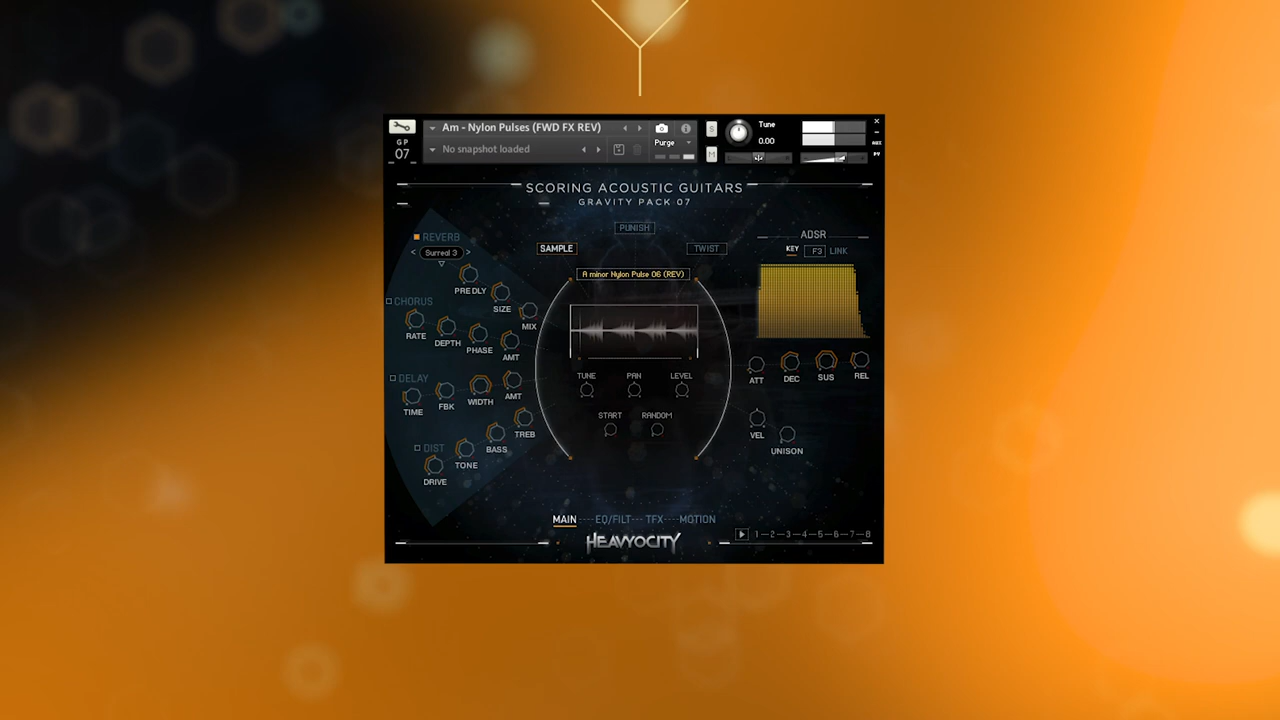 Am - Nylon Pulses (FWD FX REV)
GP
07
No snapshot loaded
Purge
S
M
Tune
0.00
AUX
PV
SCORING ACOUSTIC GUITARS
GRAVITY PACK 07
PUNISH
SAMPLE
TWIST
A minor Nylon Pulse 06 (REV)
REVERB
< Surreal 3 >
PRE DLY
SIZE
MIX
CHORUS
RATE
DEPTH
PHASE
AMT
DELAY
TIME
FBK
WIDTH
AMT
DIST
DRIVE
TONE
BASS
TREB
TUNE
PAN
LEVEL
START
RANDOM
ADSR
KEY
F3
LINK
ATT
DEC
SUS
REL
VEL
UNISON
MAIN
EQ/FILT
TFX
MOTION
HEAVYOCITY
1-2-3-4-5-6-7-8